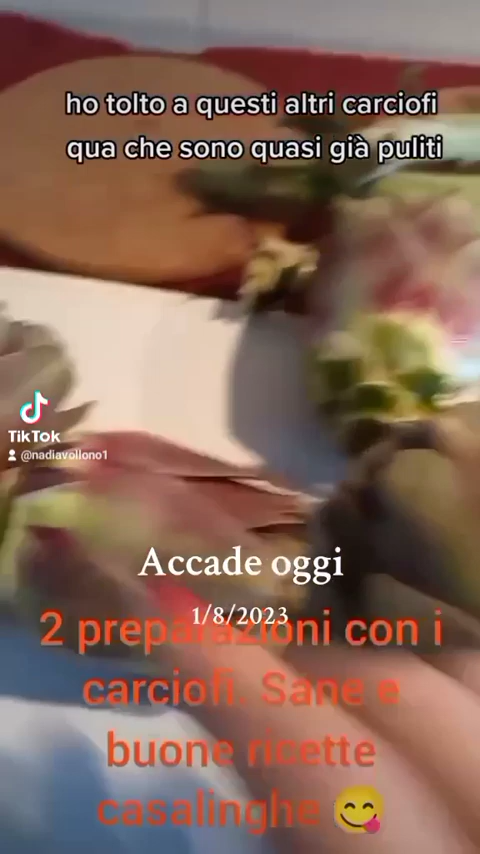 ho tolto a questi altri carciofi
qua che sono quasi già puliti
TikTok
@nadiavollono1
Accade oggi
1/8/2023
2 preparazioni con i
carciofi. Sane e
buone ricette
casalinghe 😋